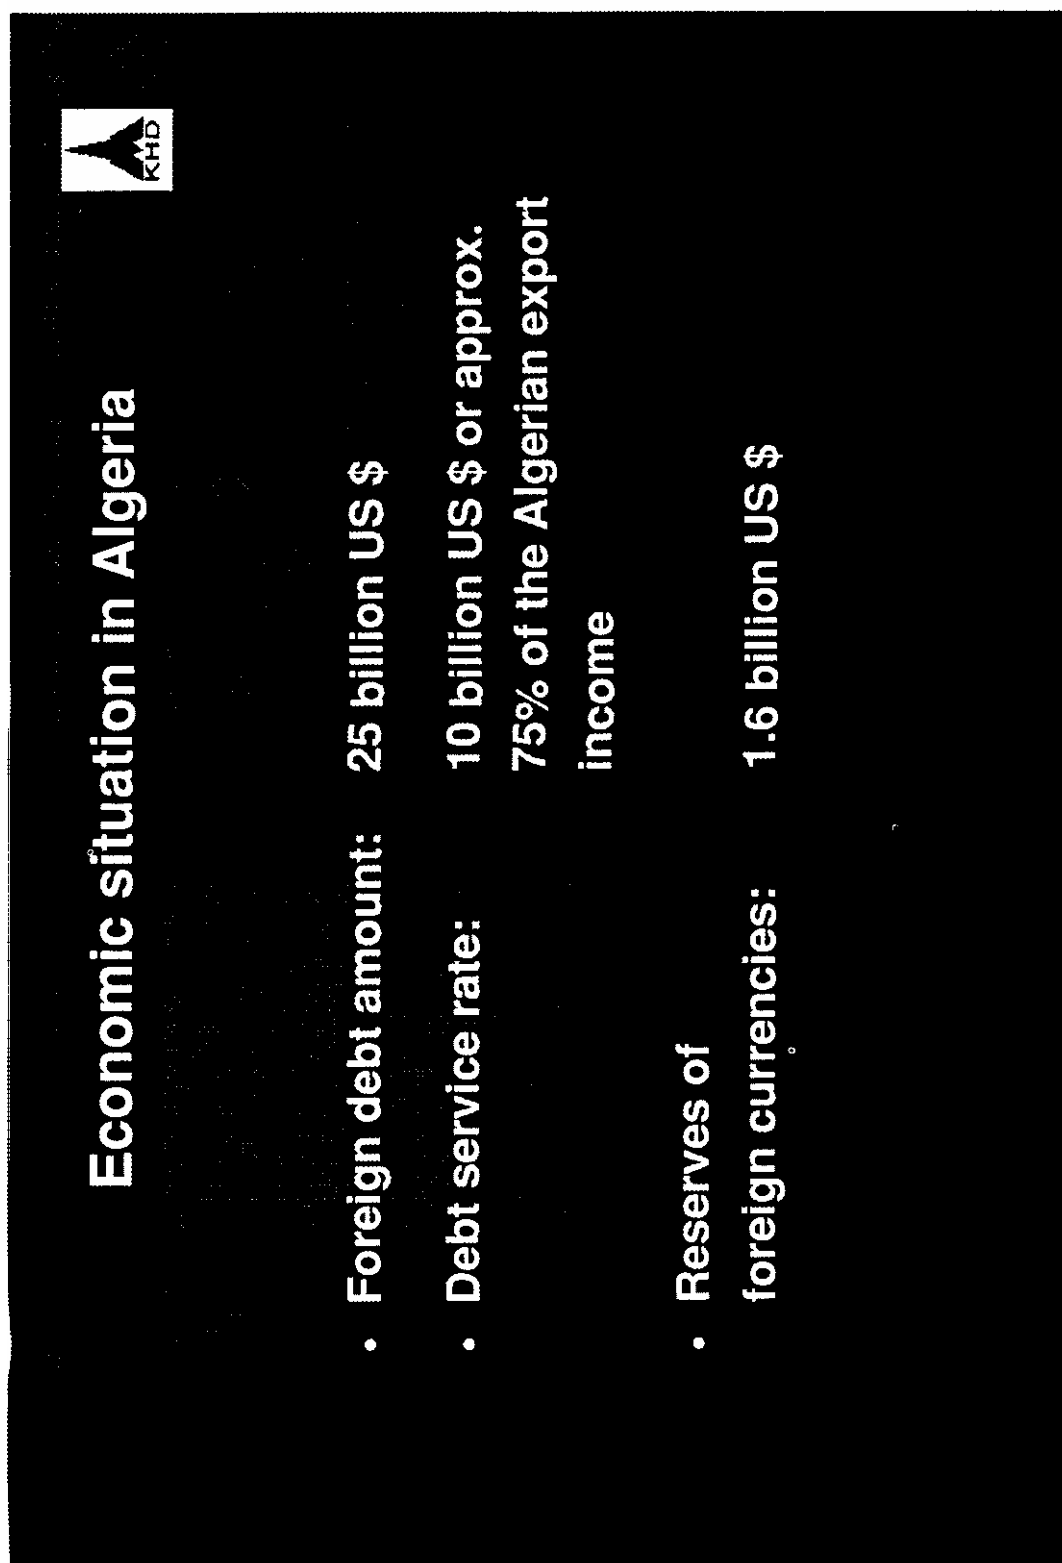 KHD
Economic situation in Algeria
• Foreign debt amount: 25 billion US $
• Debt service rate: 10 billion US $ or approx.
75% of the Algerian export
income
• Reserves of
foreign currencies: 1.6 billion US $